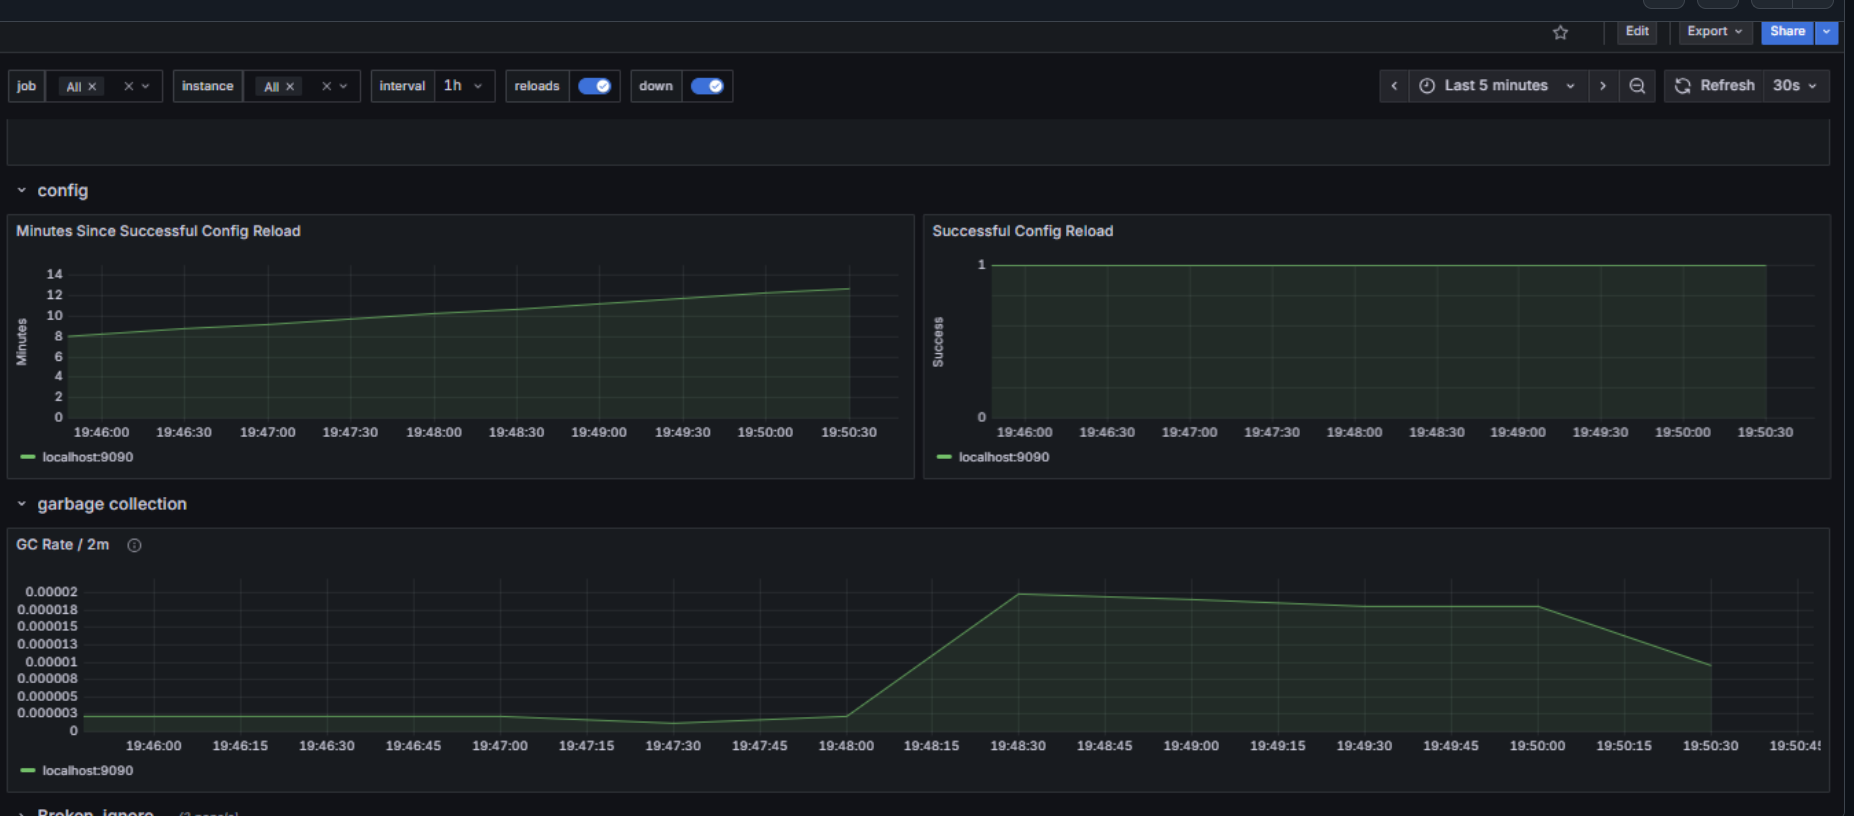 Edit Export Share
job All instance All interval 1h reloads down Last 5 minutes Refresh 30s
config
Minutes Since Successful Config Reload
Minutes
14
12
10
8
6
4
2
0
19:46:00 19:46:30 19:47:00 19:47:30 19:48:00 19:48:30 19:49:00 19:49:30 19:50:00 19:50:30
localhost:9090
Successful Config Reload
Success
1
0
19:46:00 19:46:30 19:47:00 19:47:30 19:48:00 19:48:30 19:49:00 19:49:30 19:50:00 19:50:30
localhost:9090
garbage collection
GC Rate / 2m
0.00002
0.000018
0.000015
0.000013
0.00001
0.000008
0.000005
0.000003
0
19:46:00 19:46:15 19:46:30 19:46:45 19:47:00 19:47:15 19:47:30 19:47:45 19:48:00 19:48:15 19:48:30 19:48:45 19:49:00 19:49:15 19:49:30 19:49:45 19:50:00 19:50:15 19:50:30 19:50:45
localhost:9090